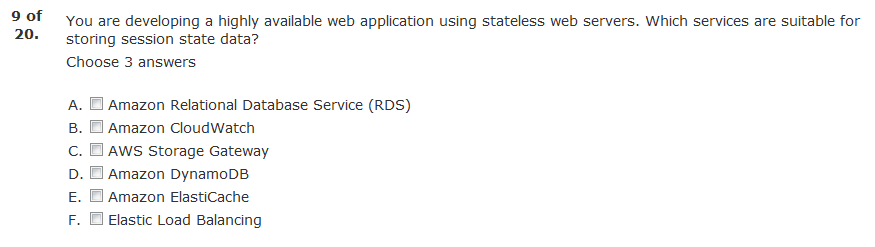 9 of 20.
You are developing a highly available web application using stateless web servers. Which services are suitable for
storing session state data?
Choose 3 answers
A. Amazon Relational Database Service (RDS)
B. Amazon CloudWatch
C. AWS Storage Gateway
D. Amazon DynamoDB
E. Amazon ElastiCache
F. Elastic Load Balancing